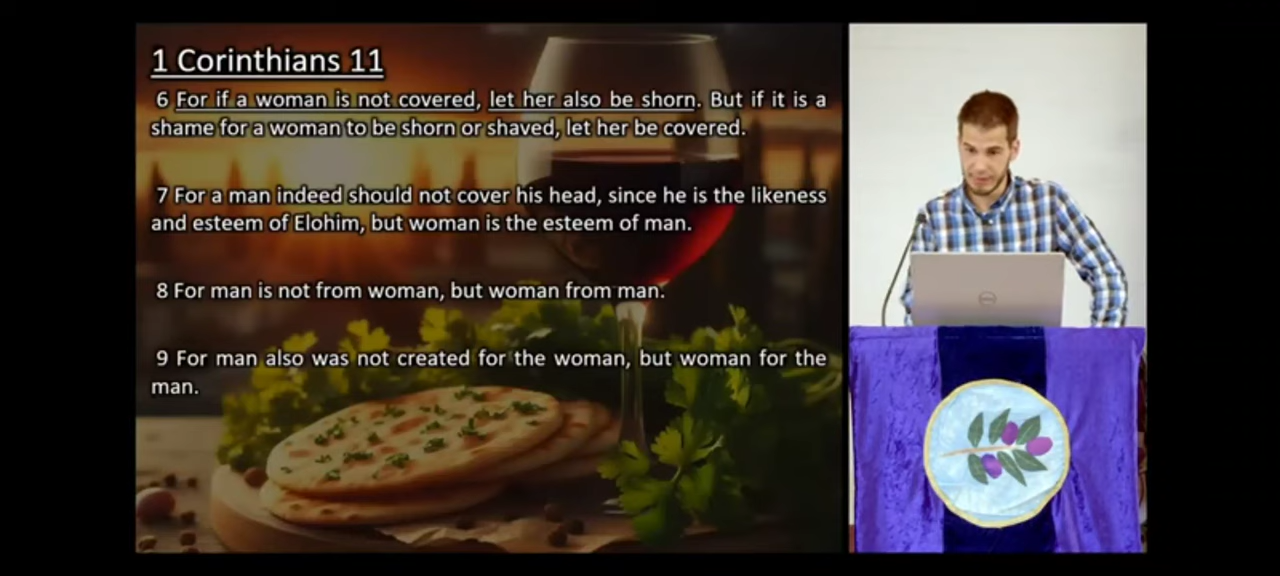 1 Corinthians 11
6 For if a woman is not covered, let her also be shorn. But if it is a
shame for a woman to be shorn or shaved, let her be covered.
7 For a man indeed should not cover his head, since he is the likeness
and esteem of Elohim, but woman is the esteem of man.
8 For man is not from woman, but woman from man.
9 For man also was not created for the woman, but woman for the
man.
DELL